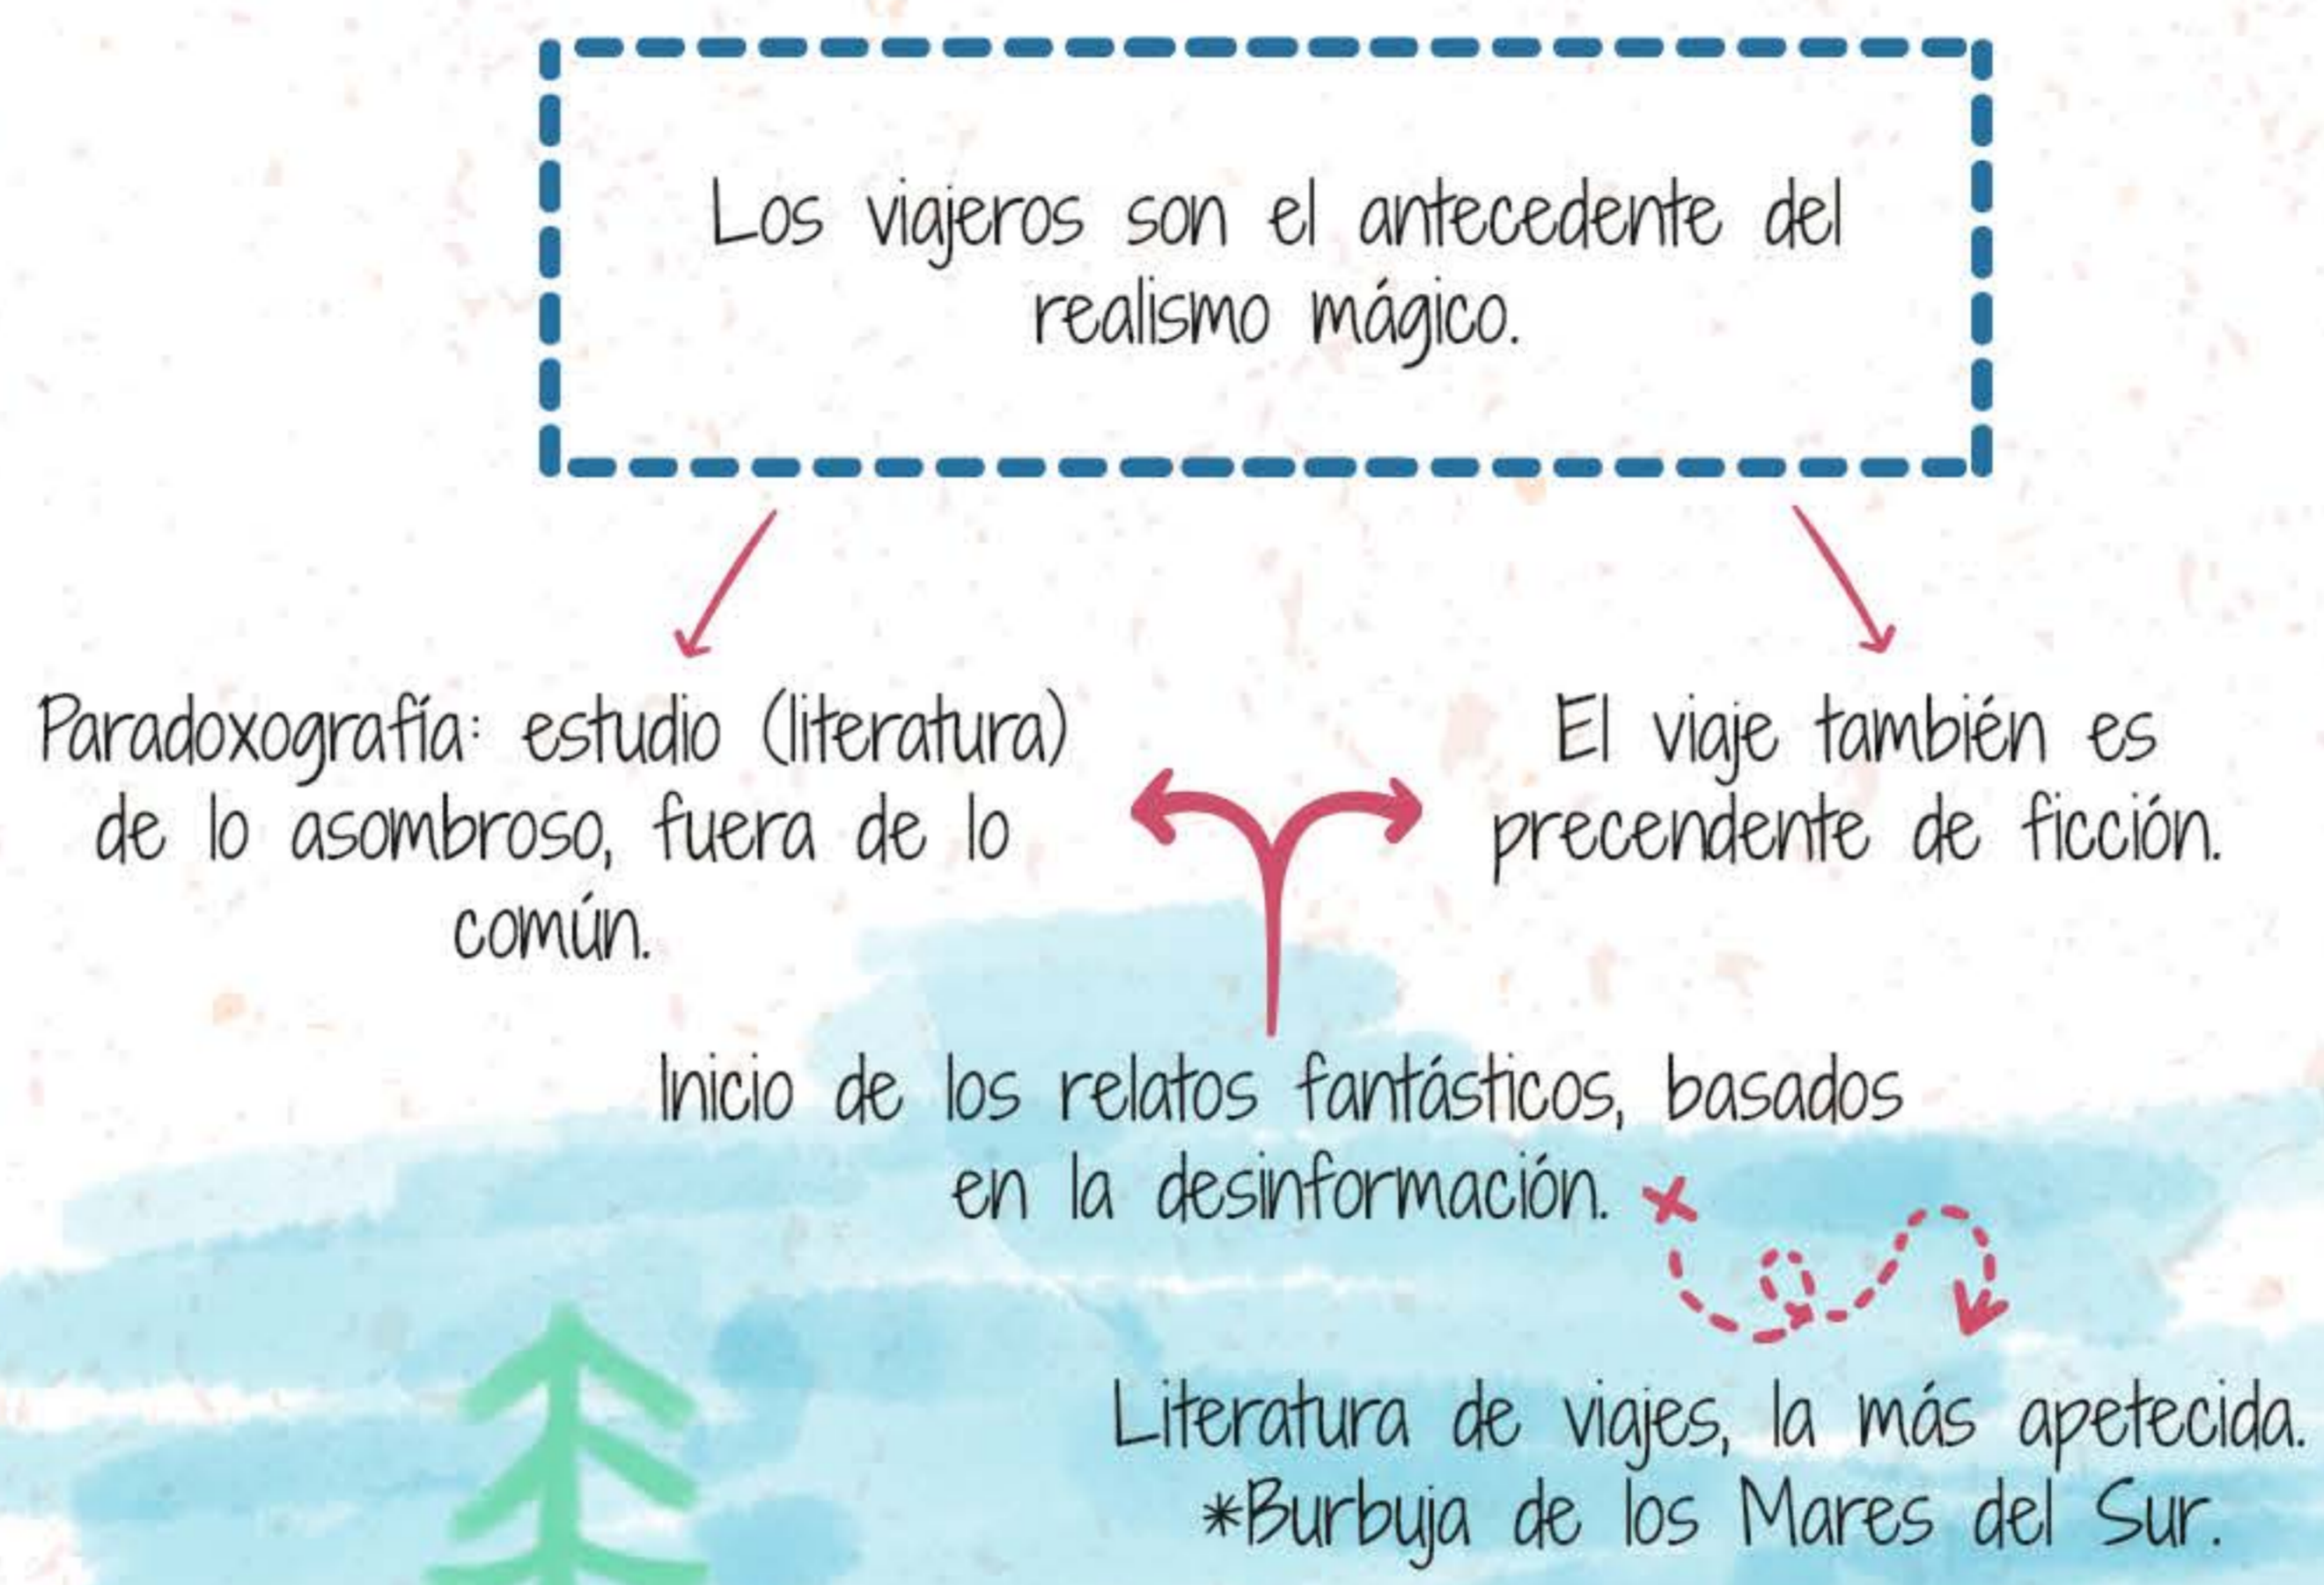 Los viajeros son el antecedente del
realismo mágico.
Paradoxografía: estudio (literatura)
de lo asombroso, fuera de lo
común.
El viaje también es
precendente de ficción.
Inicio de los relatos fantásticos, basados
en la desinformación.
Literatura de viajes, la más apetecida.
*Burbuja de los Mares del Sur.